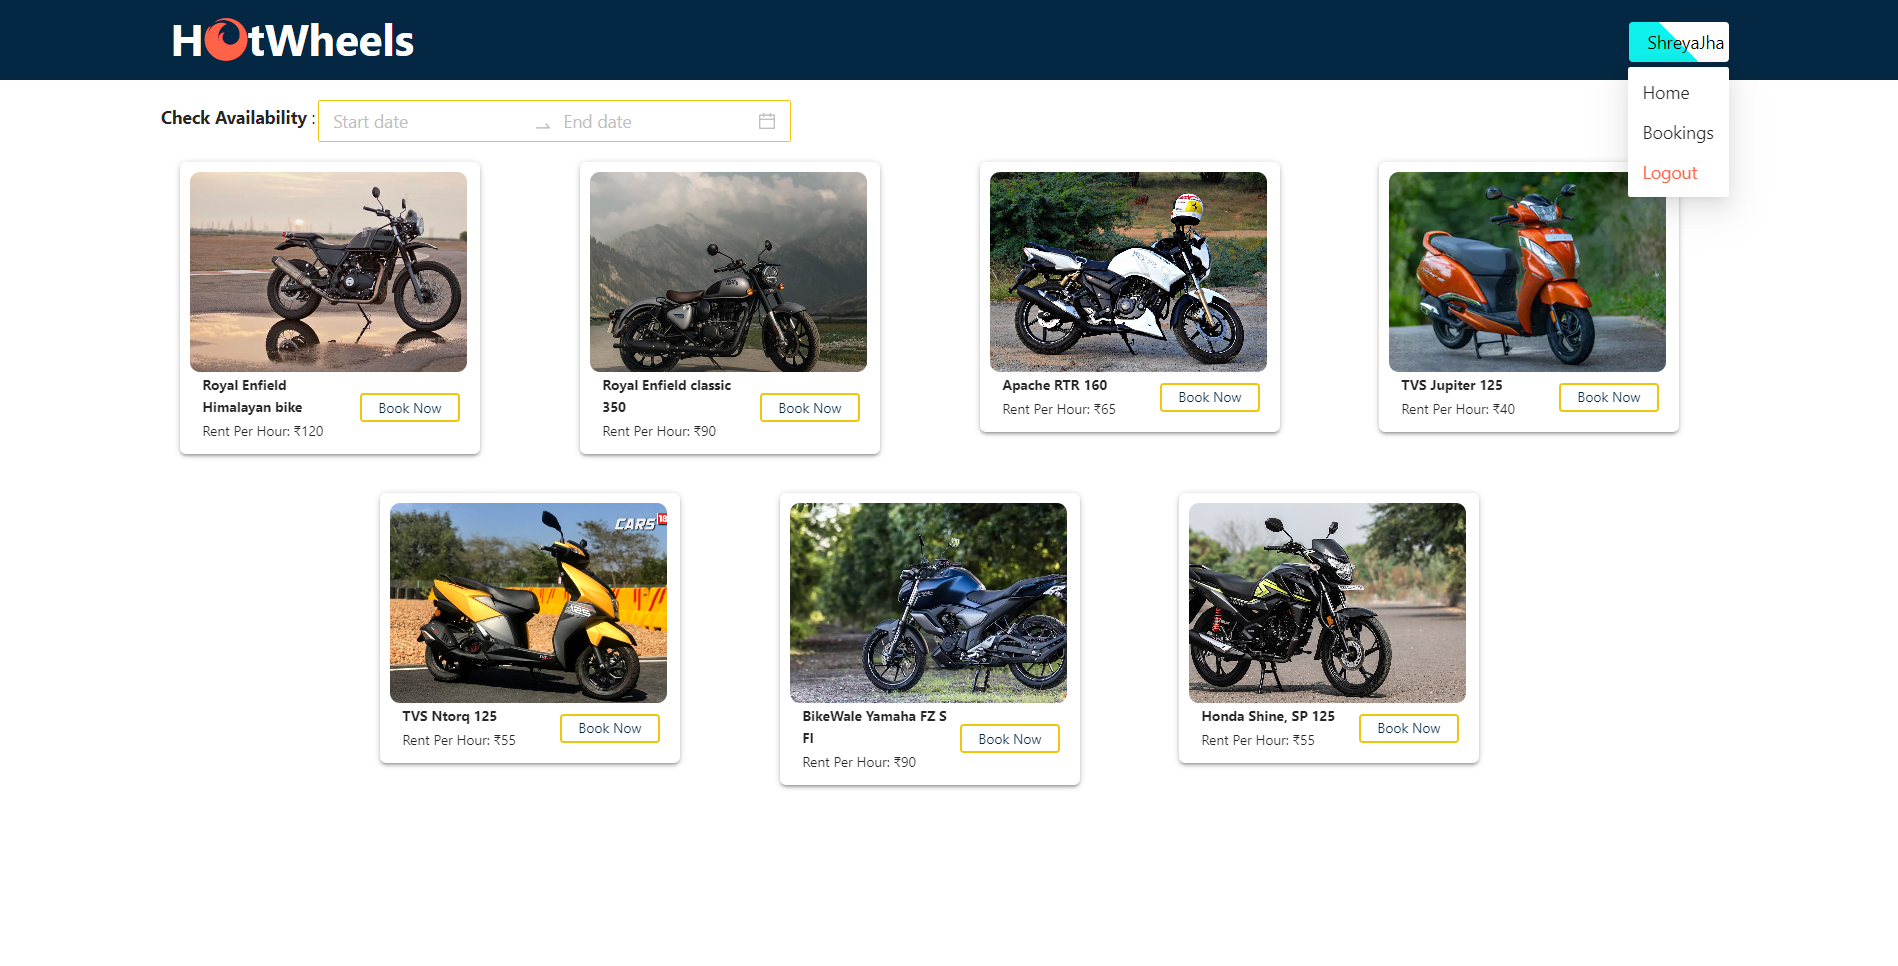 HOtWheels
ShreyaJha
Home
Bookings
Logout
Check Availability :
Start date
End date
Royal Enfield
Himalayan bike
Rent Per Hour: ₹120
Book Now
Royal Enfield classic
350
Rent Per Hour: ₹90
Book Now
Apache RTR 160
Rent Per Hour: ₹65
Book Now
TVS Jupiter 125
Rent Per Hour: ₹40
Book Now
CARS 18
TVS Ntorq 125
Rent Per Hour: ₹55
Book Now
BikeWale Yamaha FZ S
FI
Rent Per Hour: ₹90
Book Now
Honda Shine, SP 125
Rent Per Hour: ₹55
Book Now